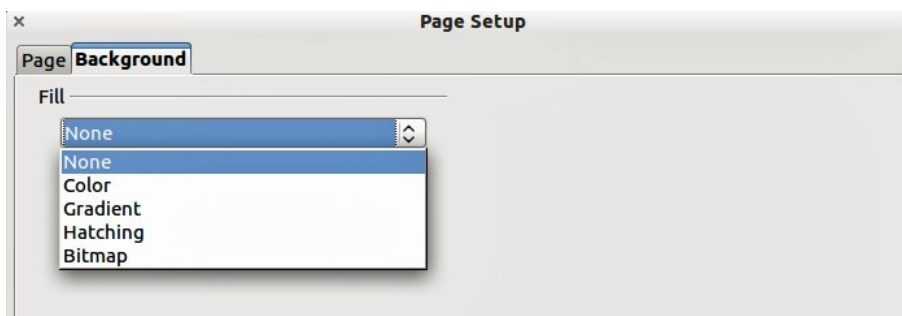 × Page Setup
Page Background
Fill
None
None
Color
Gradient
Hatching
Bitmap